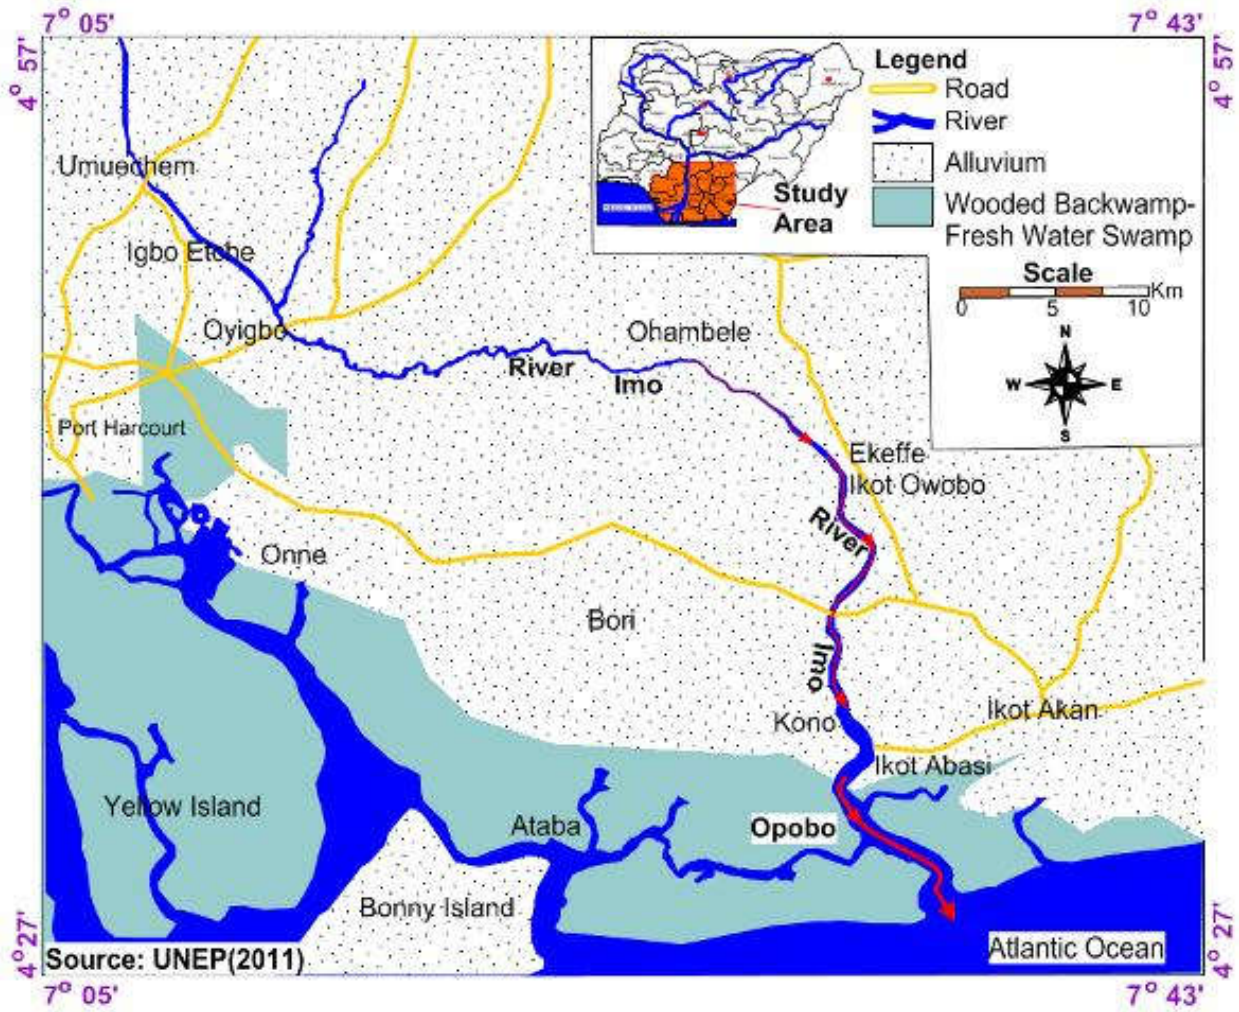 7° 05'
7° 43'
4° 57'
4° 57'
Legend
Road
River
Alluvium
Wooded Backwamp-
Fresh Water Swamp
Study
Area
Scale
Km
0 5 10
N
W E
S
Umuechem
Igbo Etche
Oyigbo
Ohambele
River
Imo
Port Harcourt
Ekeffe
Ikot Owobo
River
Onne
Bori
Imo
Kono
Ikot Akan
Ikot Abasi
Yellow Island
Ataba
Opobo
Bonny Island
Atlantic Ocean
Source: UNEP(2011)
4° 27'
4° 27'
7° 05'
7° 43'